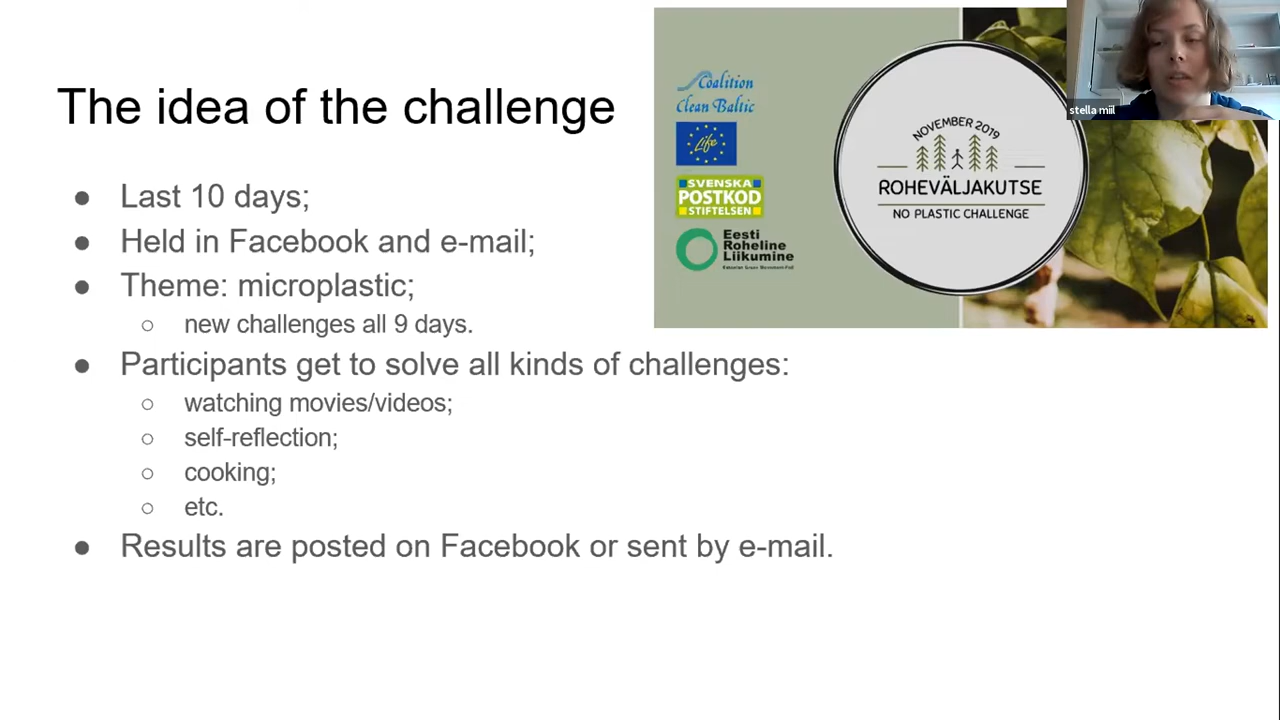 The idea of the challenge
● Last 10 days;
● Held in Facebook and e-mail;
● Theme: microplastic;
○ new challenges all 9 days.
● Participants get to solve all kinds of challenges:
○ watching movies/videos;
○ self-reflection;
○ cooking;
○ etc.
● Results are posted on Facebook or sent by e-mail.
Coalition
Clean Baltic
Life
SVENSKA
POSTKOD
STIFTELSEN
Eesti
Roheline
Liikumine
Estonian Green Movement-FoE
NOVEMBER 2019
ROHEVÄLJAKUTSE
NO PLASTIC CHALLENGE
stella miil